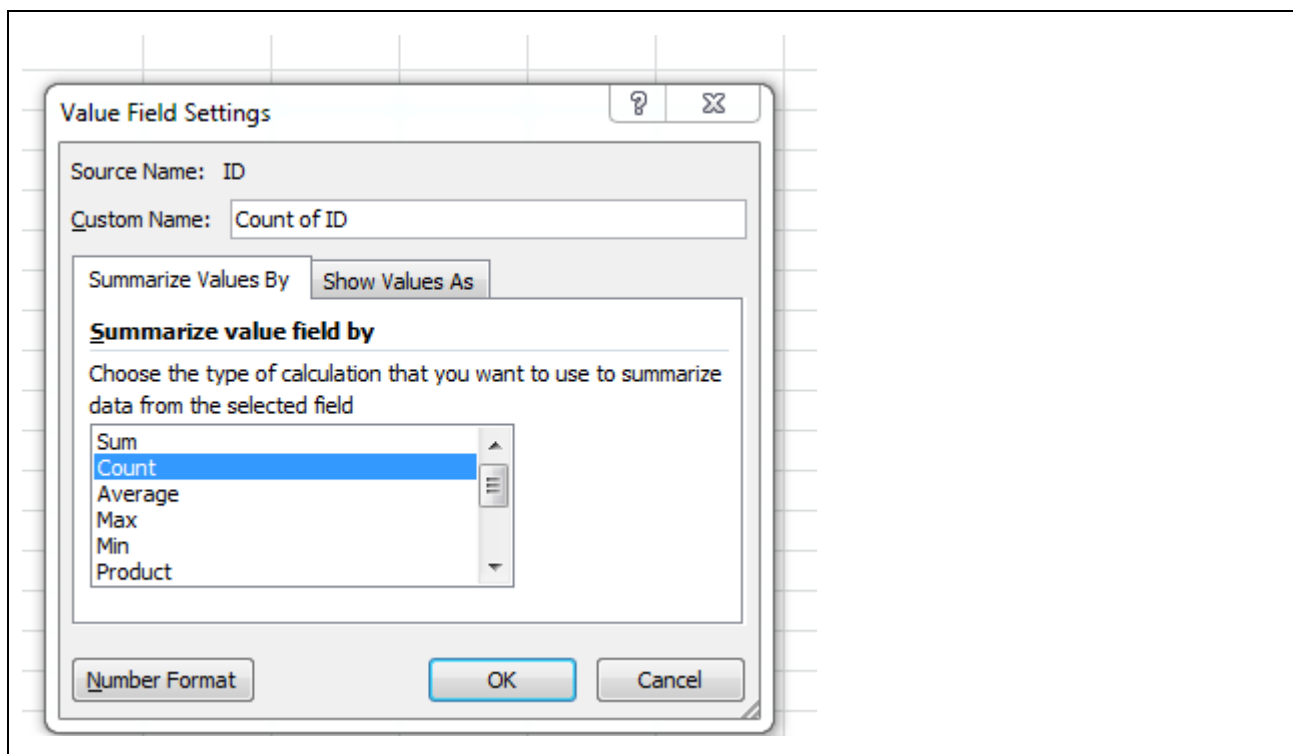 Value Field Settings
Source Name: ID
Custom Name: Count of ID
Summarize Values By Show Values As
Summarize value field by
Choose the type of calculation that you want to use to summarize
data from the selected field
Sum
Count
Average
Max
Min
Product
Number Format OK Cancel